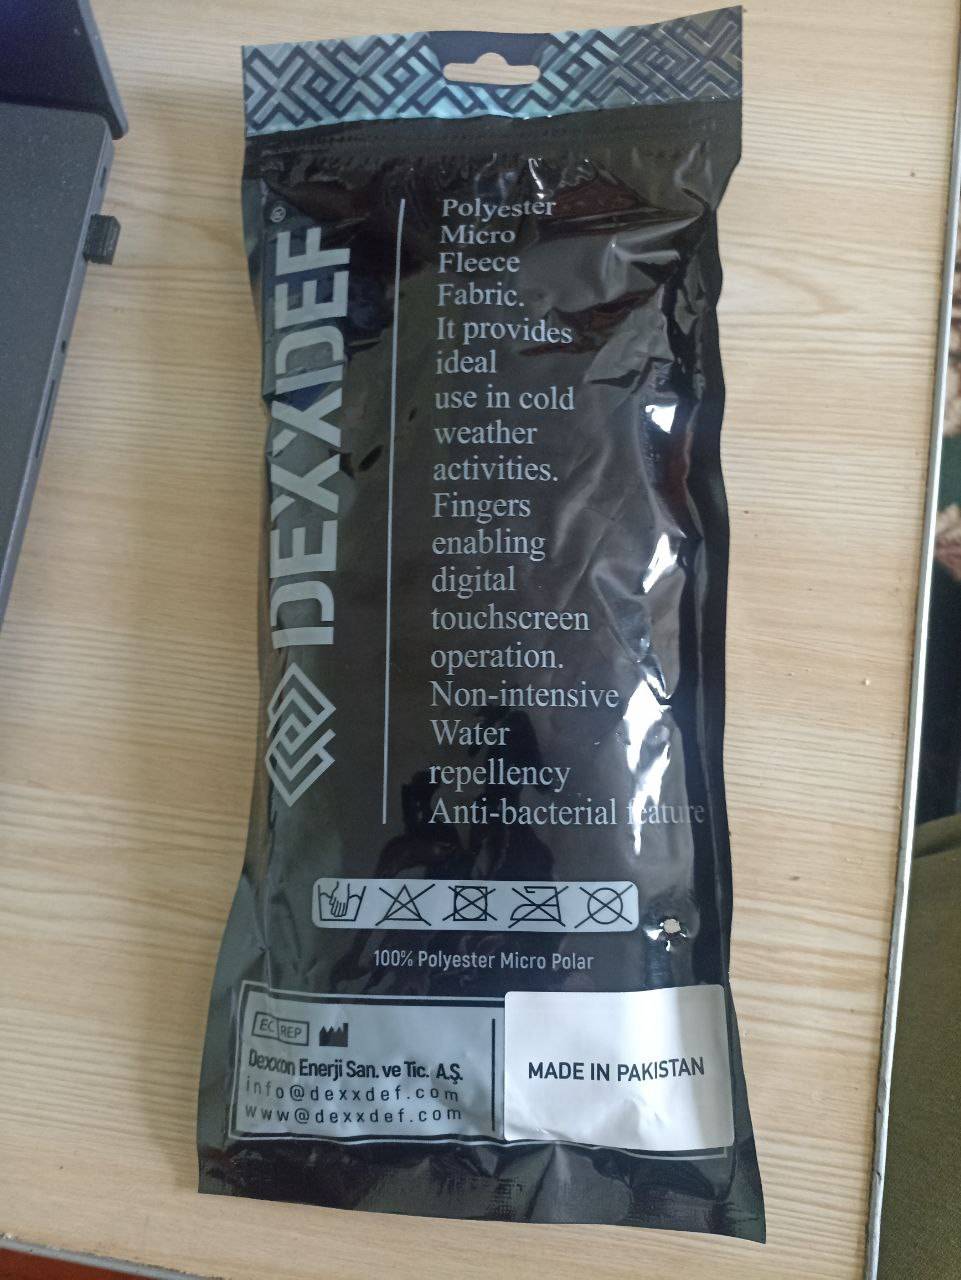 DEXXDEF®
Polyester
Micro
Fleece
Fabric.
It provides
ideal
use in cold
weather
activities.
Fingers
enabling
digital
touchscreen
operation.
Non-intensive
Water
repellency
Anti-bacterial feature
100% Polyester Micro Polar
EC REP
Dexxon Enerji San. ve Tic. A.Ş.
info@dexxdef.com
www@dexxdef.com
MADE IN PAKISTAN